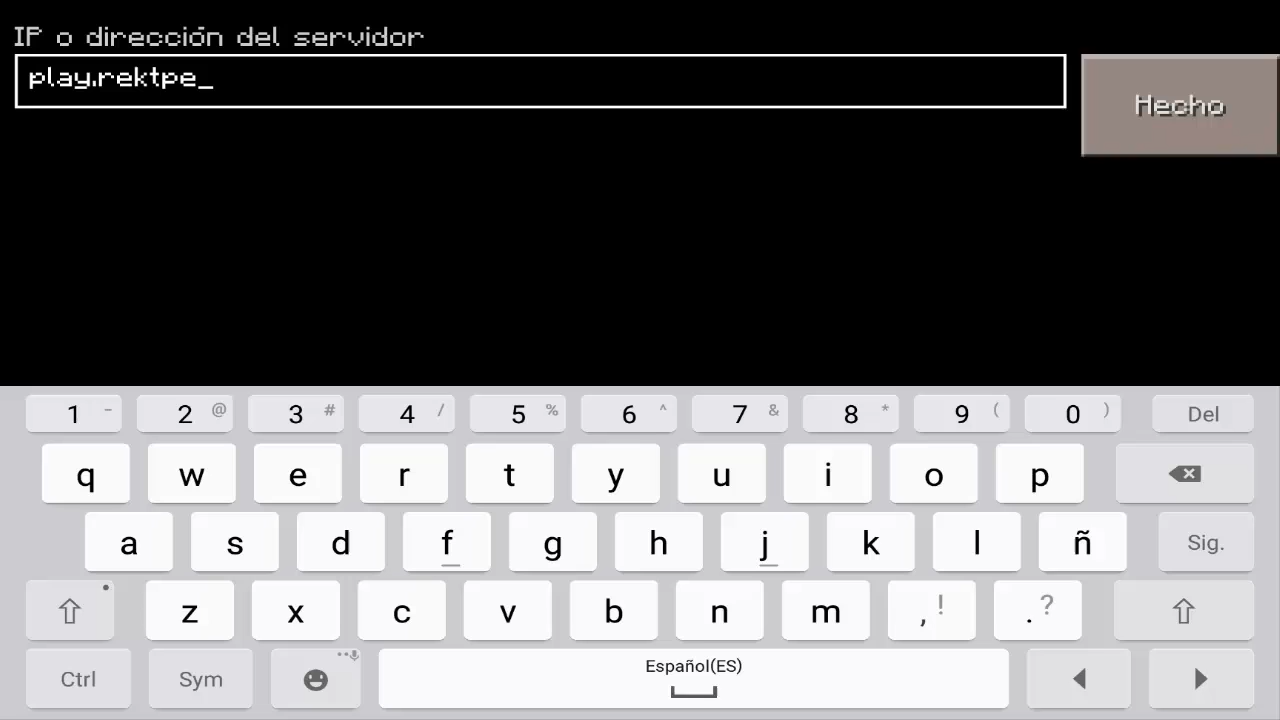 IP o dirección del servidor
play.rektpe_
Hecho
1 - 2 @ 3 # 4 / 5 % 6 ^ 7 & 8 * 9 ( 0 ) Del
q w e r t y u i o p
a s d f g h j k l ñ Sig.
z x c v b n m , ! . ?
Ctrl Sym Español(ES)